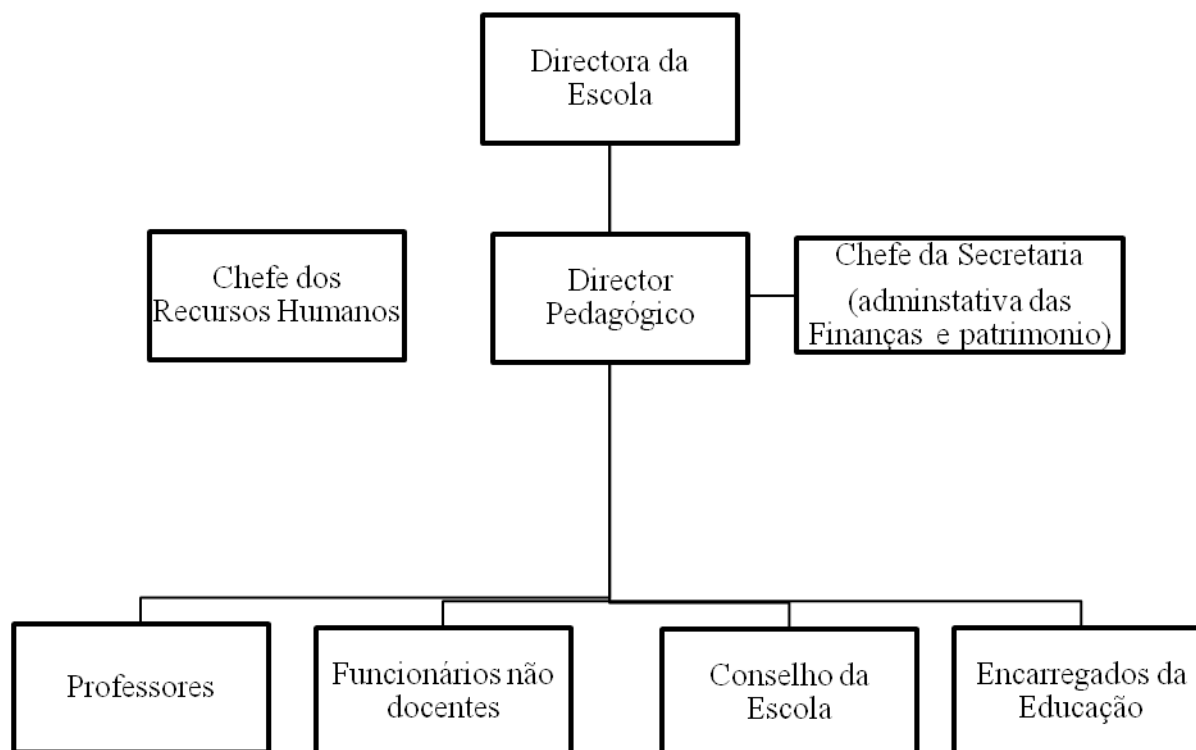 Directora da
Escola
Chefe dos
Recursos Humanos
Director
Pedagógico
Chefe da Secretaria
(adminstativa das
Finanças e patrimonio)
Professores
Funcionários não
docentes
Conselho da
Escola
Encarregados da
Educação